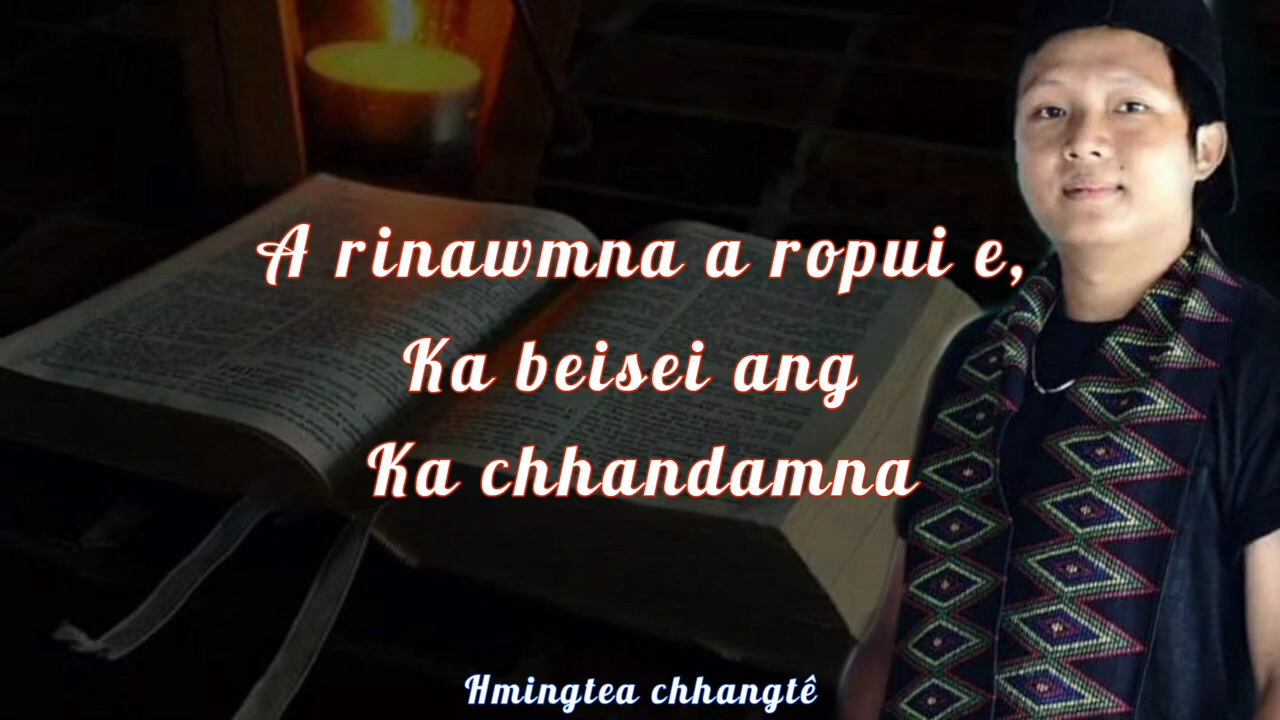 A rinawmna a ropui e,
Ka beisei ang
Ka chhandamna
Hmingtea chhangtê